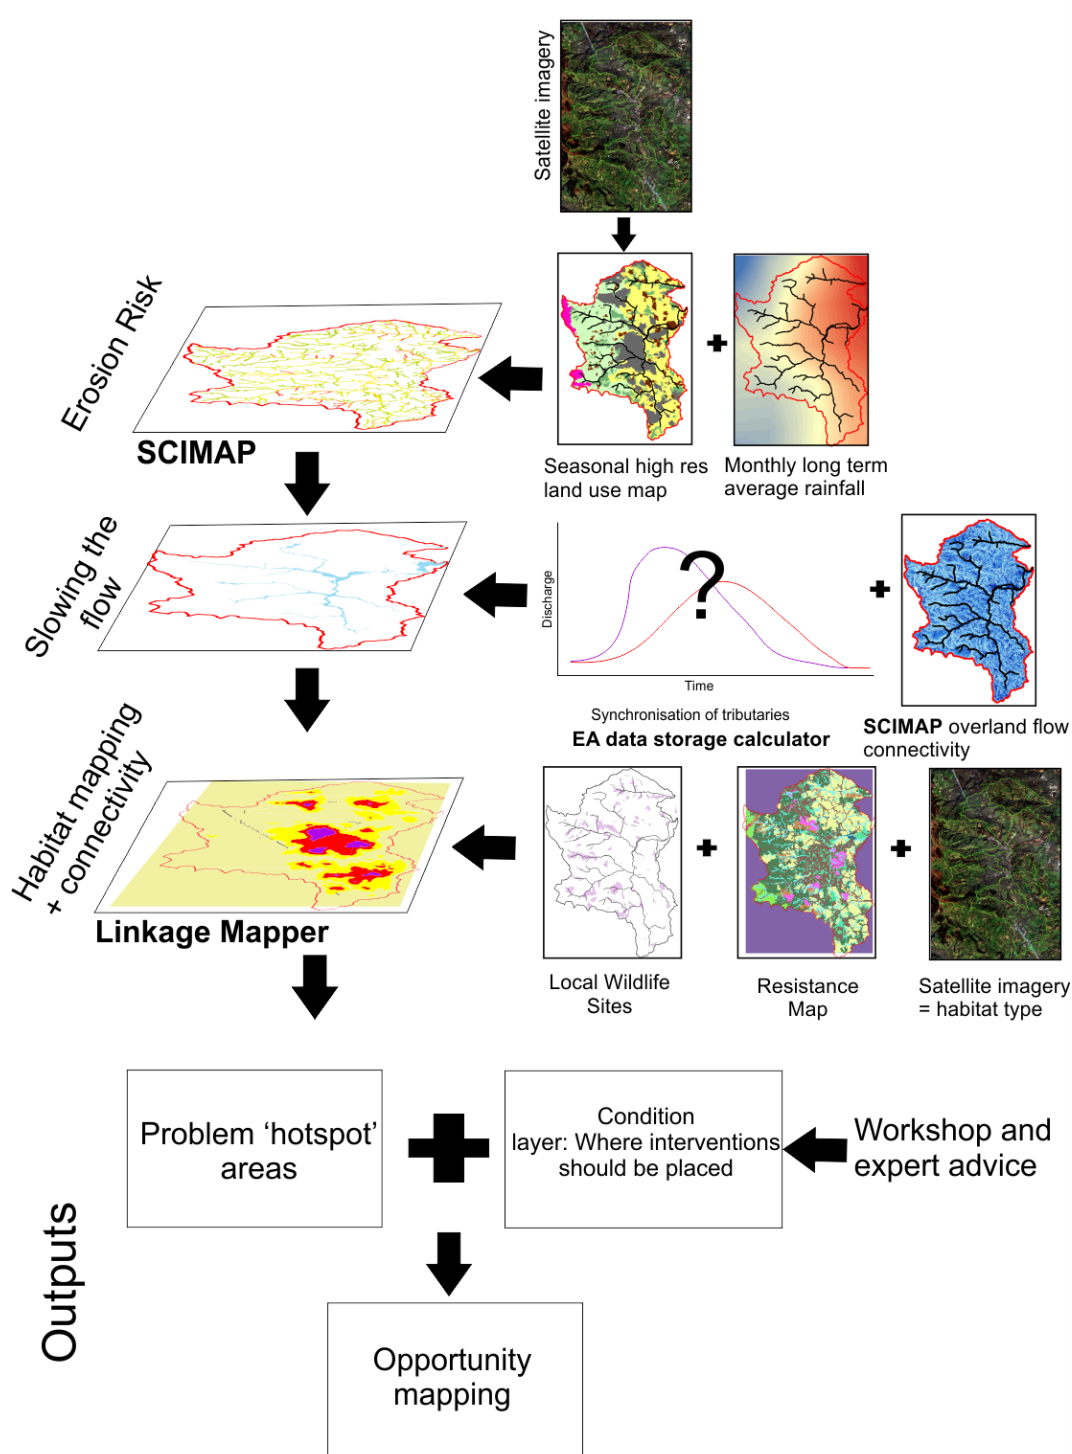 Satellite imagery
Erosion Risk
SCIMAP
Seasonal high res
land use map
Monthly long term
average rainfall
Slowing the
flow
Discharge
?
Time
Synchronisation of tributaries
EA data storage calculator
SCIMAP overland flow
connectivity
Habitat mapping
+ connectivity
Linkage Mapper
Local Wildlife
Sites
Resistance
Map
Satellite imagery
= habitat type
Outputs
Problem ‘hotspot’
areas
Condition
layer: Where interventions
should be placed
Workshop and
expert advice
Opportunity
mapping